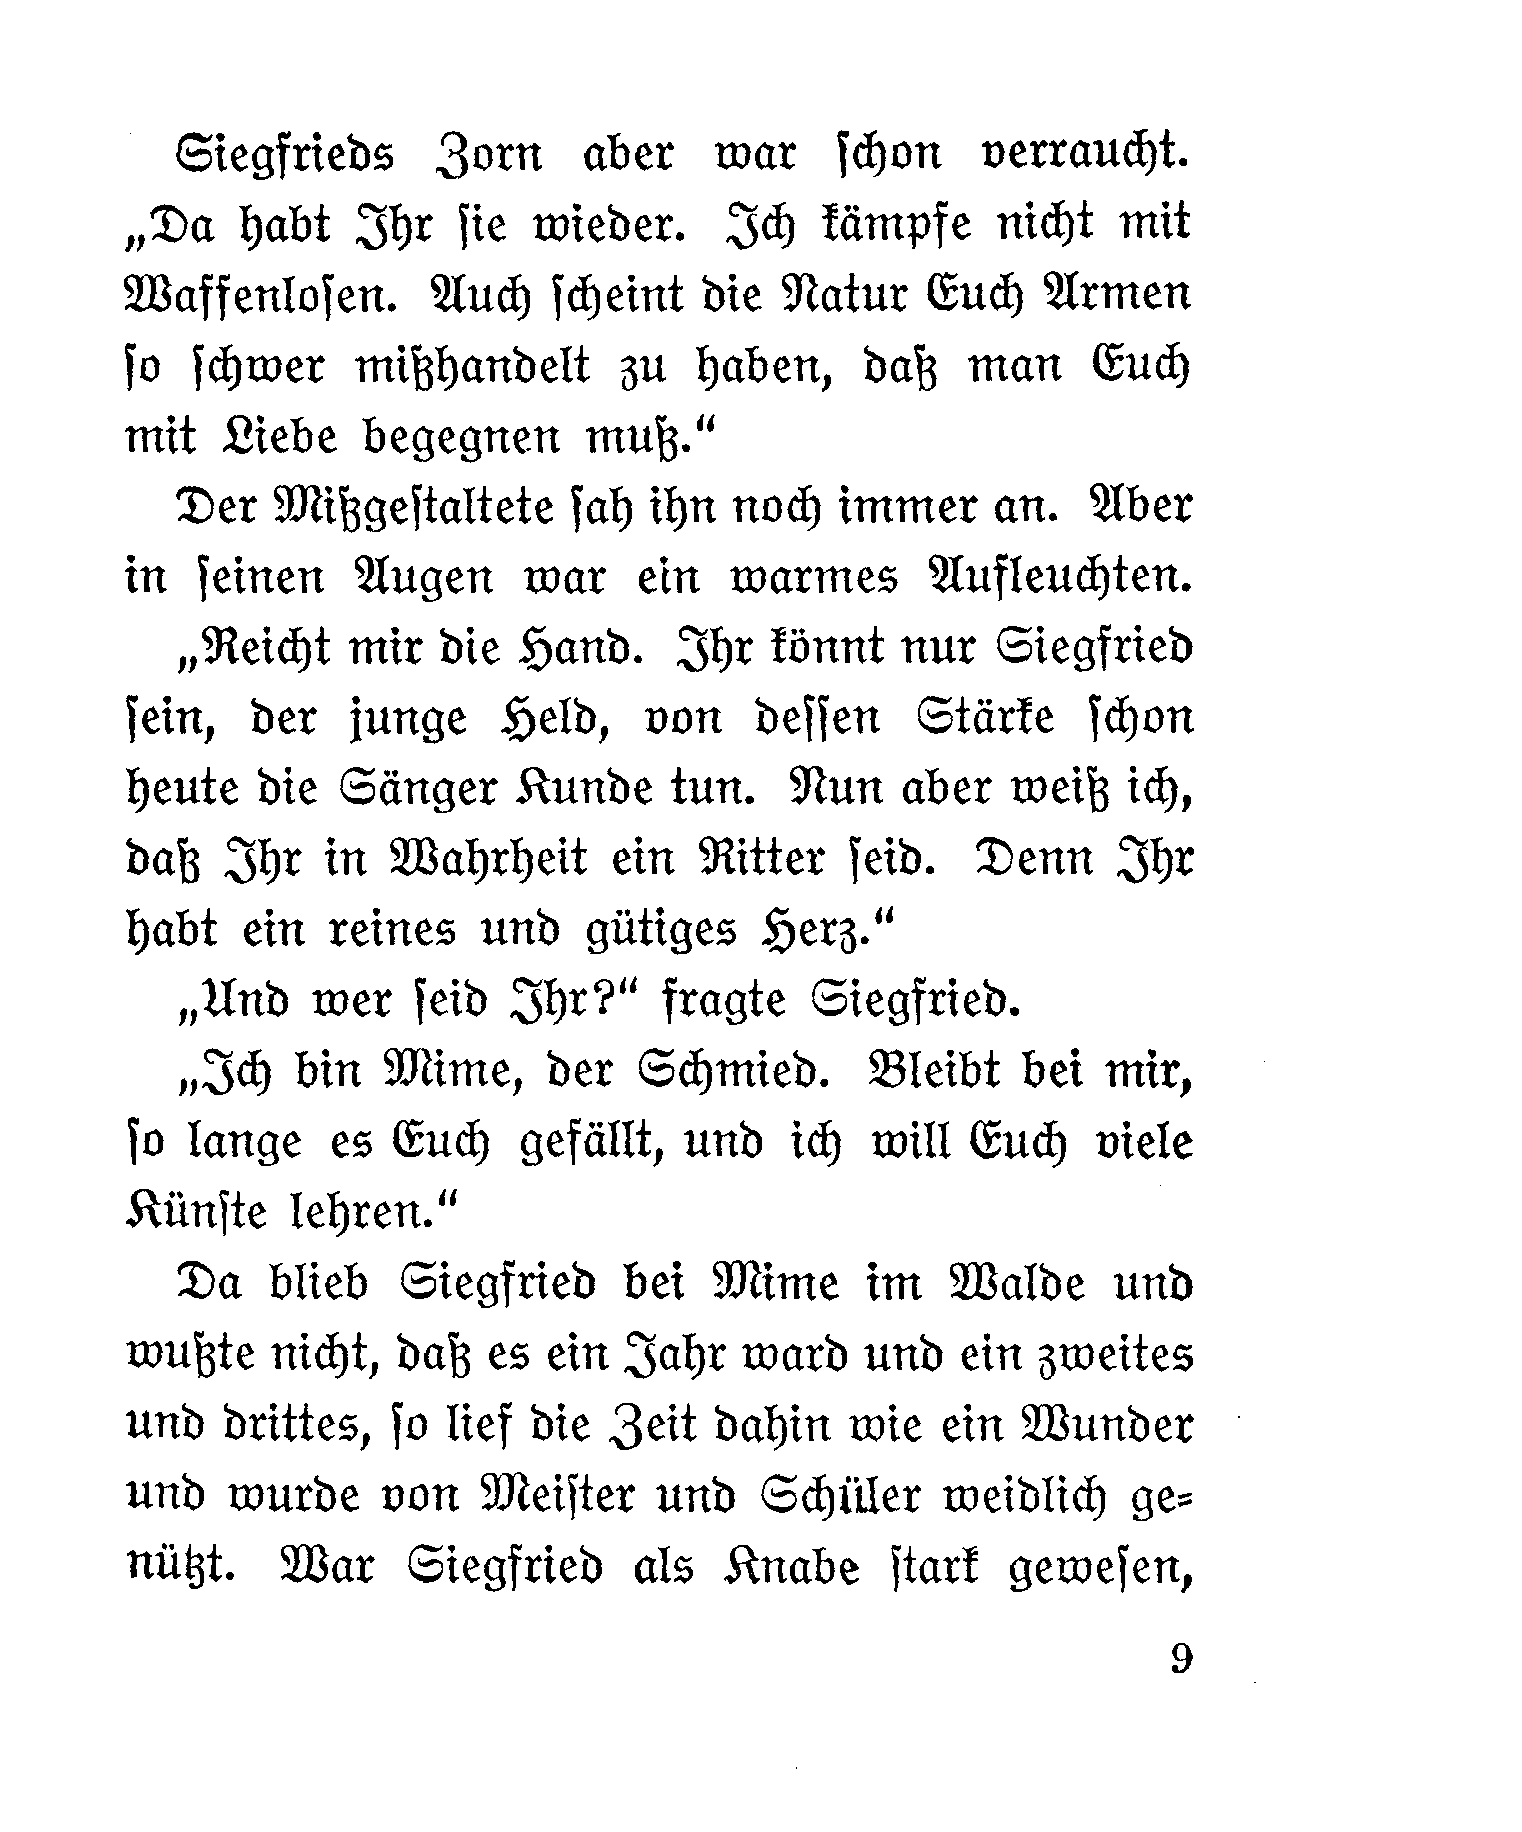 Siegfrieds Zorn aber war ſchon verraucht.
„Da habt Ihr ſie wieder. Ich kämpfe nicht mit
Waffenloſen. Auch ſcheint die Natur Euch Armen
ſo ſchwer mißhandelt zu haben, daß man Euch
mit Liebe begegnen muß.“
Der Mißgeſtaltete ſah ihn noch immer an. Aber
in ſeinen Augen war ein warmes Aufleuchten.
„Reicht mir die Hand. Ihr könnt nur Siegfried
ſein, der junge Held, von deſſen Stärke ſchon
heute die Sänger Kunde tun. Nun aber weiß ich,
daß Ihr in Wahrheit ein Ritter ſeid. Denn Ihr
habt ein reines und gütiges Herz.“
„Und wer ſeid Ihr?“ fragte Siegfried.
„Ich bin Mime, der Schmied. Bleibt bei mir,
ſo lange es Euch gefällt, und ich will Euch viele
Künſte lehren.“
Da blieb Siegfried bei Mime im Walde und
wußte nicht, daß es ein Jahr ward und ein zweites
und drittes, ſo lief die Zeit dahin wie ein Wunder
und wurde von Meiſter und Schüler weidlich ge⸗
nützt. War Siegfried als Knabe ſtark geweſen,
9